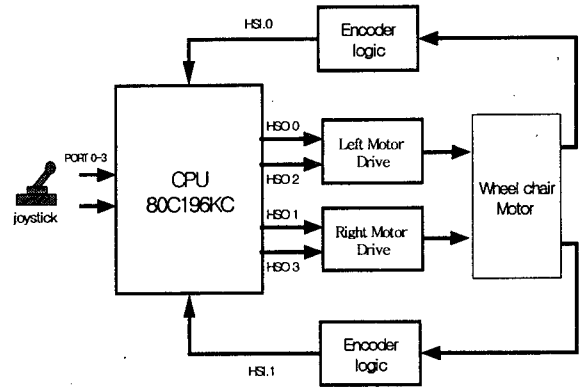 HSI.0
Encoder
logic
PORT 0-3
joystick
CPU
80C196KC
HSO 0
HSO 2
HSO 1
HSO 3
Left Motor
Drive
Right Motor
Drive
Wheel chair
Motor
HSI.1
Encoder
logic